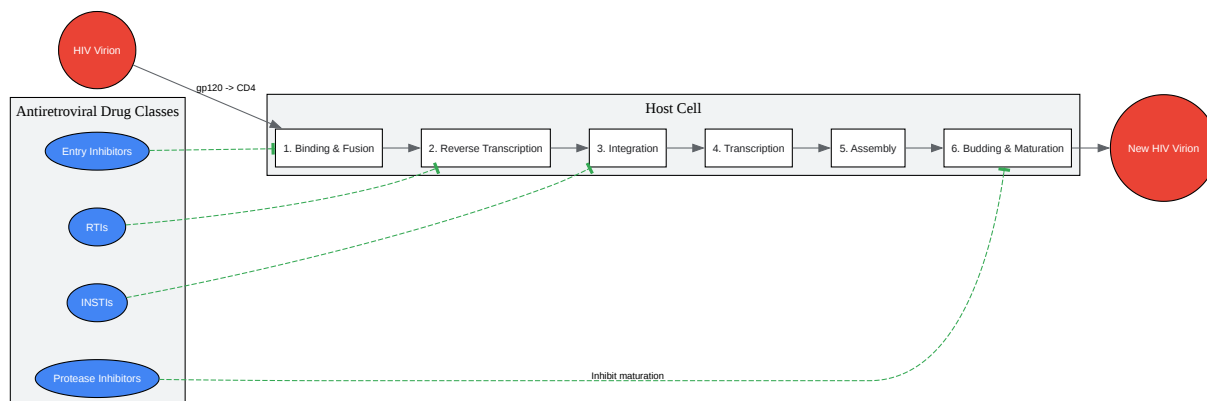 HIV Virion
gp120 -> CD4
Antiretroviral Drug Classes
Host Cell
Entry Inhibitors
1. Binding & Fusion
2. Reverse Transcription
3. Integration
4. Transcription
5. Assembly
6. Budding & Maturation
New HIV Virion
RTIs
INSTIs
Protease Inhibitors
Inhibit maturation